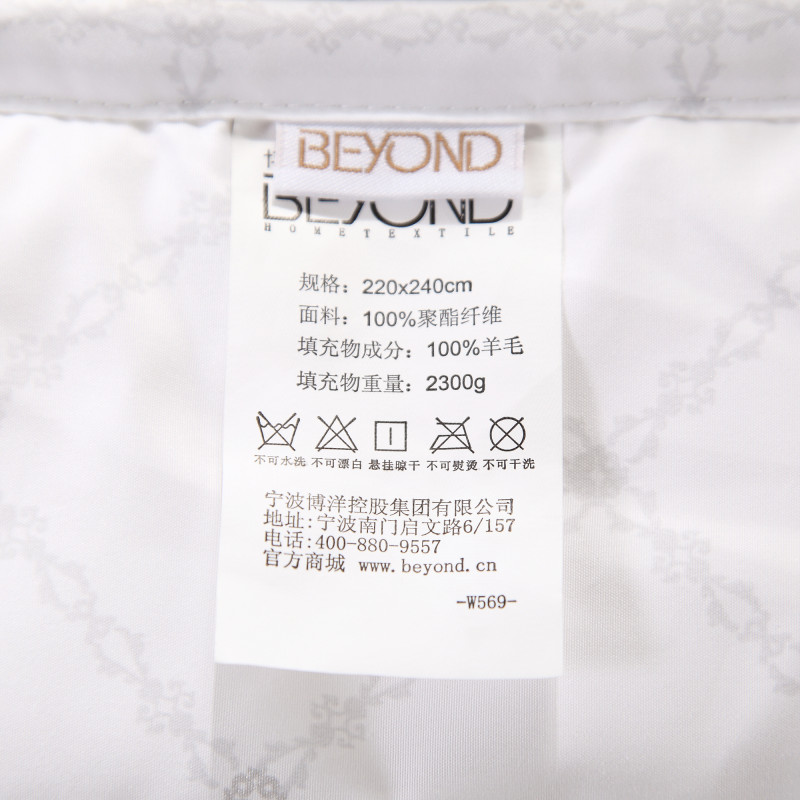 BEYOND
BEYOND
HOMETEXTILE
规格：220x240cm
面料：100%聚酯纤维
填充物成分：100%羊毛
填充物重量：2300g
不可水洗 不可漂白 悬挂晾干 不可熨烫 不可干洗
宁波博洋控股集团有限公司
地址:宁波南门启文路6/157
电话:400-880-9557
官方商城 www.beyond.cn
-W569-